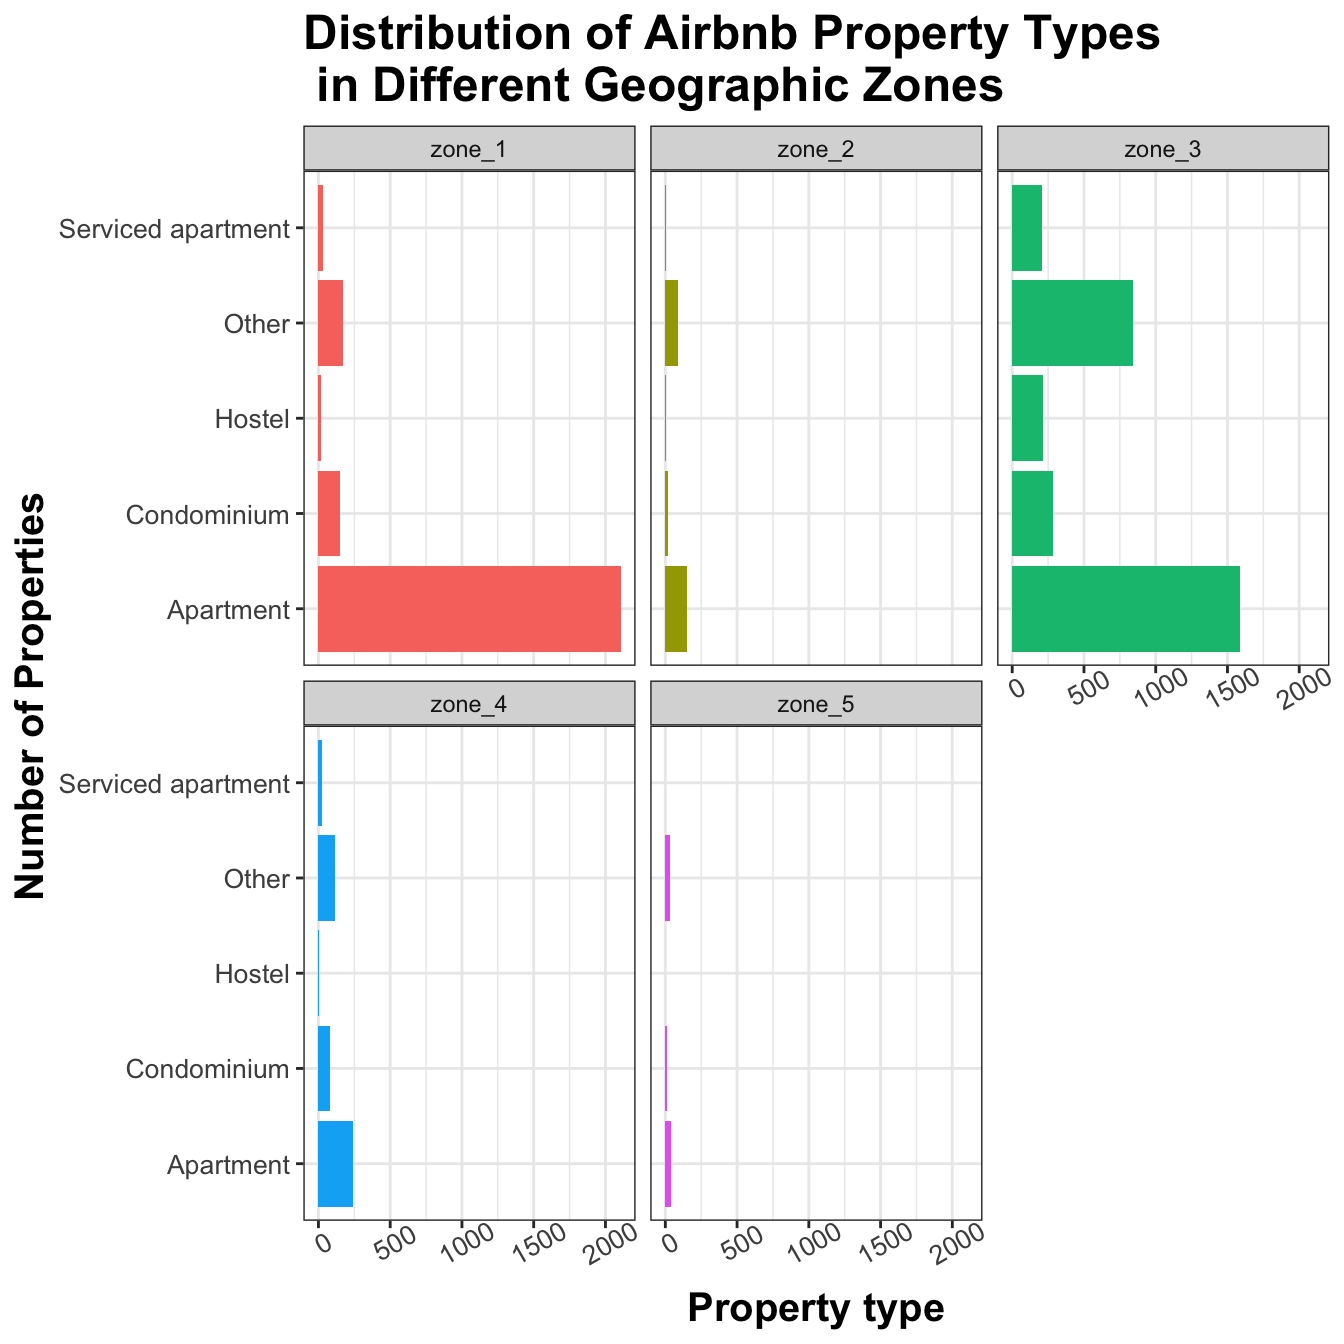 Distribution of Airbnb Property Types
in Different Geographic Zones
zone_1
zone_2
zone_3
Serviced apartment
Other
Hostel
Condominium
Apartment
0
500
1000
1500
2000
zone_4
zone_5
Serviced apartment
Other
Hostel
Condominium
Apartment
0
500
1000
1500
2000
0
500
1000
1500
2000
Number of Properties
Property type